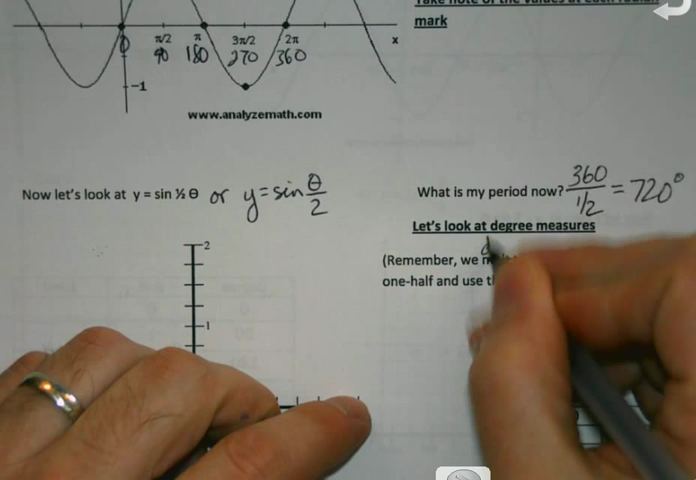 mark
0 π/2 π 3π/2 2π x
90 180 270 360
-1
www.analyzemath.com
Now let's look at y = sin ½ θ or y = sin θ/2
What is my period now? 360/1/2 = 720°
Let's look at degree measures
2
(Remember, we
one-half and use
1